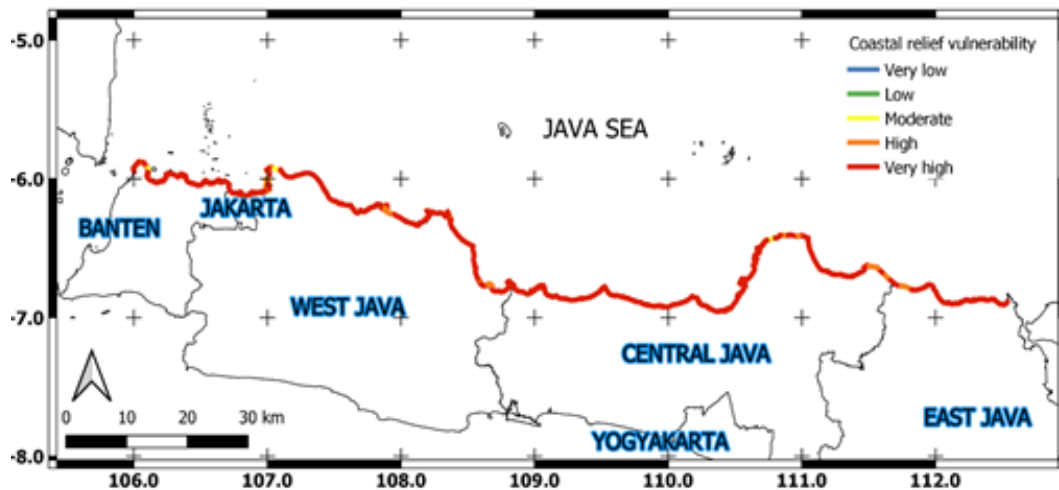 -5.0
Coastal relief vulnerability
Very low
Low
Moderate
High
Very high
JAVA SEA
-6.0
JAKARTA
BANTEN
WEST JAVA
-7.0
CENTRAL JAVA
0 10 20 30 km
EAST JAVA
YOGYAKARTA
-8.0
106.0 107.0 108.0 109.0 110.0 111.0 112.0